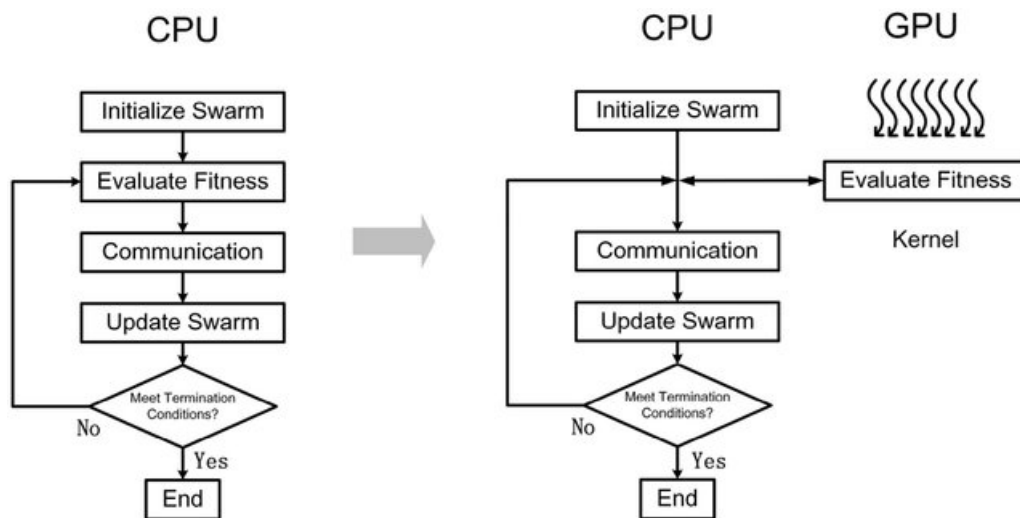 CPU
Initialize Swarm
Evaluate Fitness
Communication
Update Swarm
Meet Termination
Conditions?
No
Yes
End
CPU
GPU
Initialize Swarm
Evaluate Fitness
Kernel
Communication
Update Swarm
Meet Termination
Conditions?
No
Yes
End